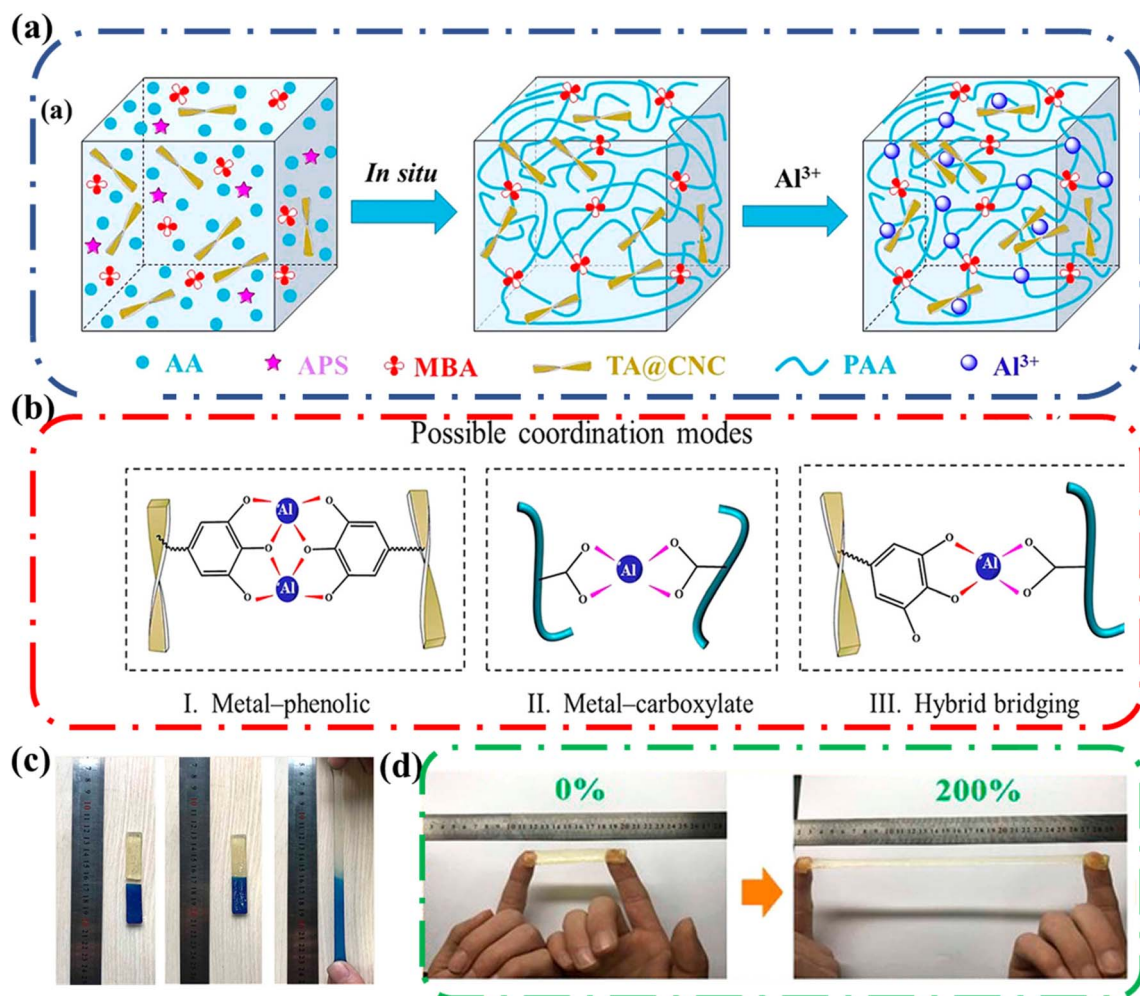 (a)
(a)
In situ
Al³⁺
AA
APS
MBA
TA@CNC
PAA
Al³⁺
(b)
Possible coordination modes
O
Al
O
O
O
O
Al
O
O
Al
O
O
O
O
O
Al
O
O
O
I. Metal–phenolic
II. Metal–carboxylate
III. Hybrid bridging
(c)
(d)
0%
200%